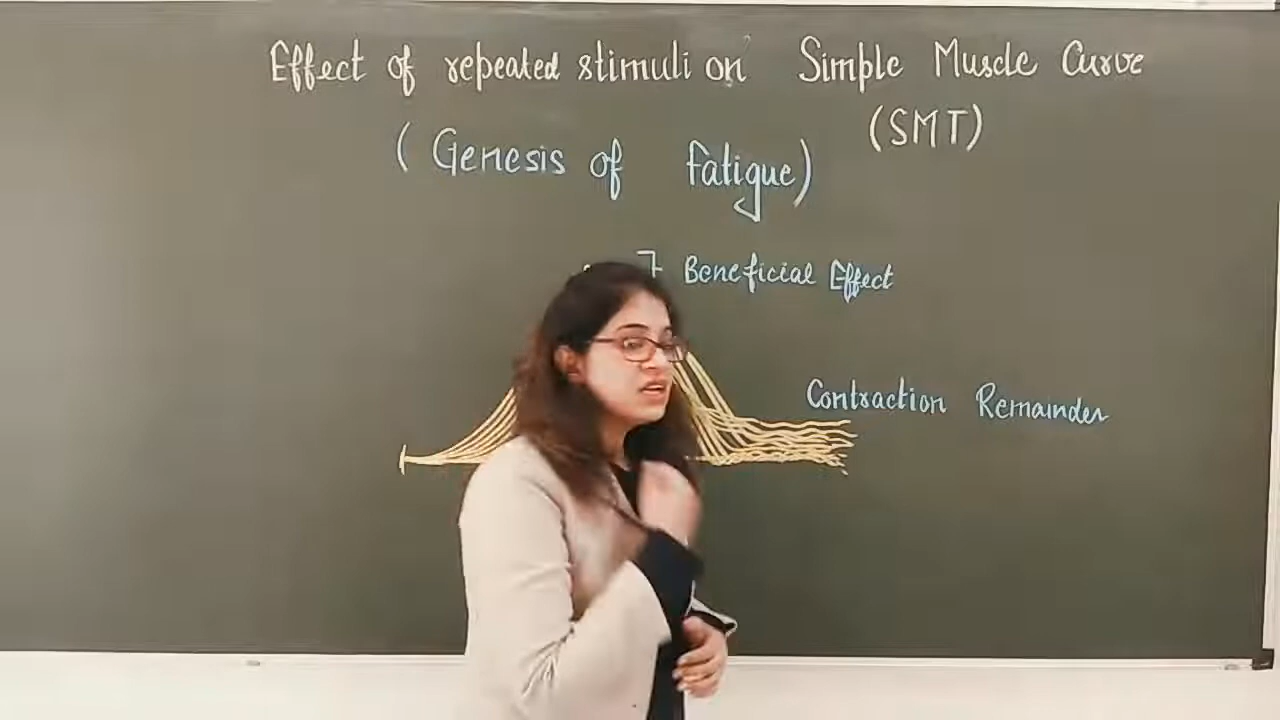 Effect of repeated stimuli on Simple Muscle Curve
(SMT)
(Genesis of fatigue)
Beneficial Effect
Contraction Remainder